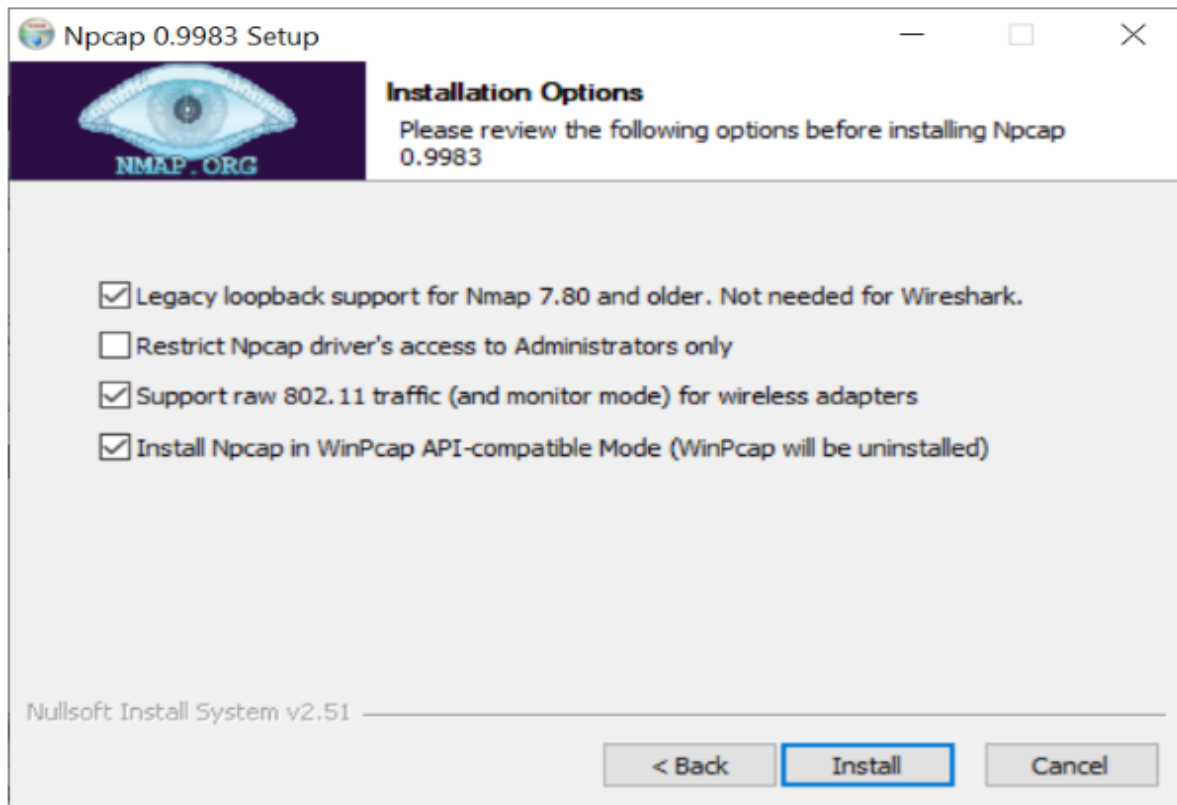 Npcap 0.9983 Setup
NMAP.ORG
Installation Options
Please review the following options before installing Npcap
0.9983
Legacy loopback support for Nmap 7.80 and older. Not needed for Wireshark.
Restrict Npcap driver's access to Administrators only
Support raw 802.11 traffic (and monitor mode) for wireless adapters
Install Npcap in WinPcap API-compatible Mode (WinPcap will be uninstalled)
Nullsoft Install System v2.51
< Back
Install
Cancel